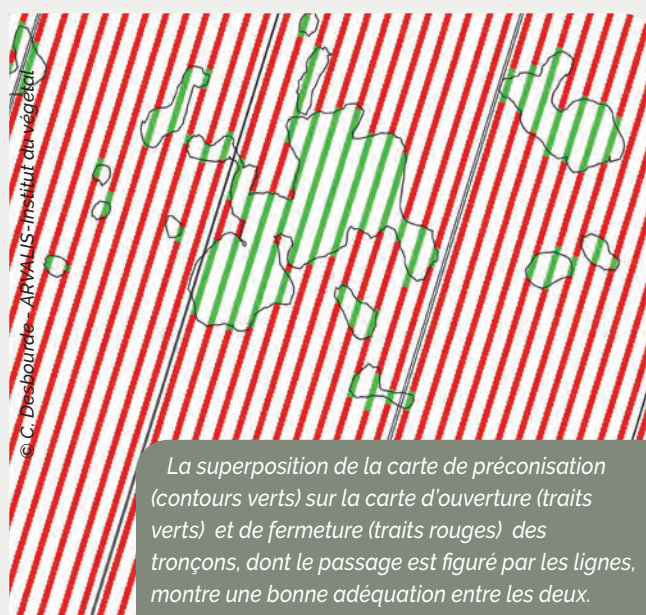 © C. Desbourde - ARVALIS-Institut du végétal
La superposition de la carte de préconisation
(contours verts) sur la carte d'ouverture (traits
verts) et de fermeture (traits rouges) des
tronçons, dont le passage est figuré par les lignes,
montre une bonne adéquation entre les deux.